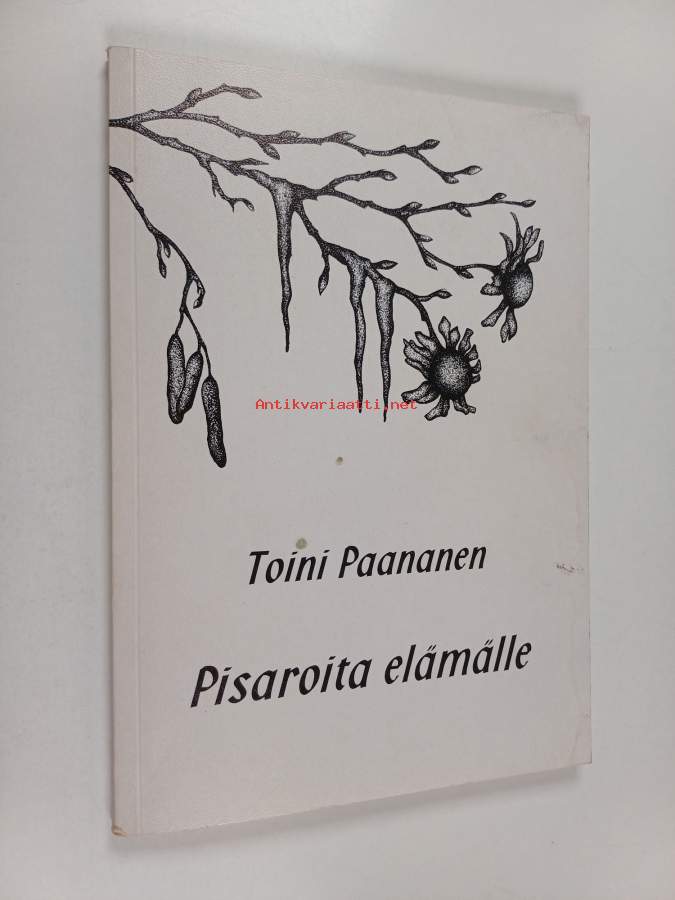 Antikvariaatti.net
Toini Paananen
Pisaroita elämälle